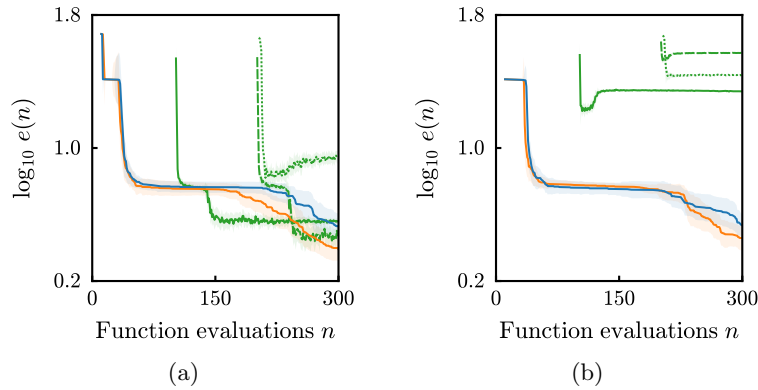 1.8
1.0
0.2
log₁₀ e(n)
0
150
300
Function evaluations n
(a)
1.8
1.0
0.2
log₁₀ e(n)
0
150
300
Function evaluations n
(b)